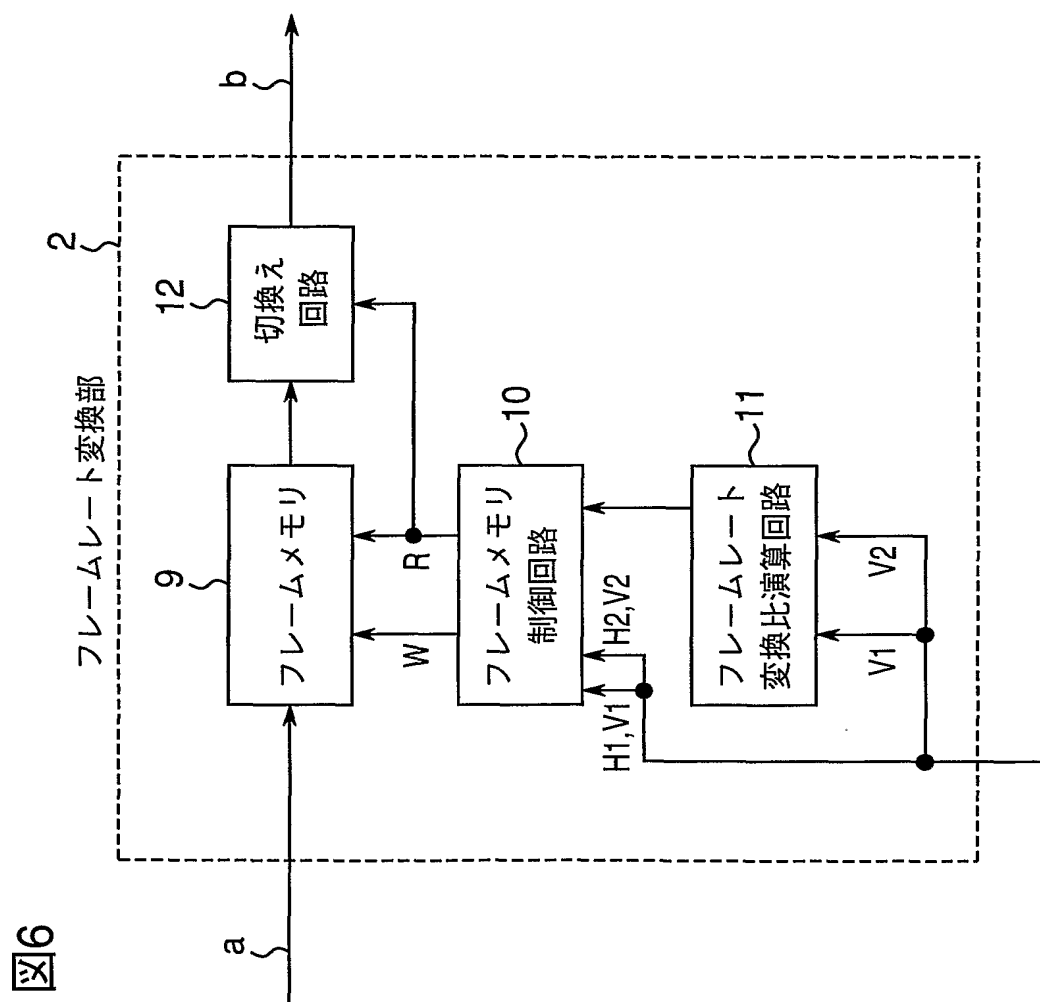 図6
フレームレート変換部
2
a
9
フレームメモリ
12
切換え
回路
b
W
R
10
フレームメモリ
制御回路
H1,V1
H2,V2
11
フレームレート
変換比演算回路
V1
V2